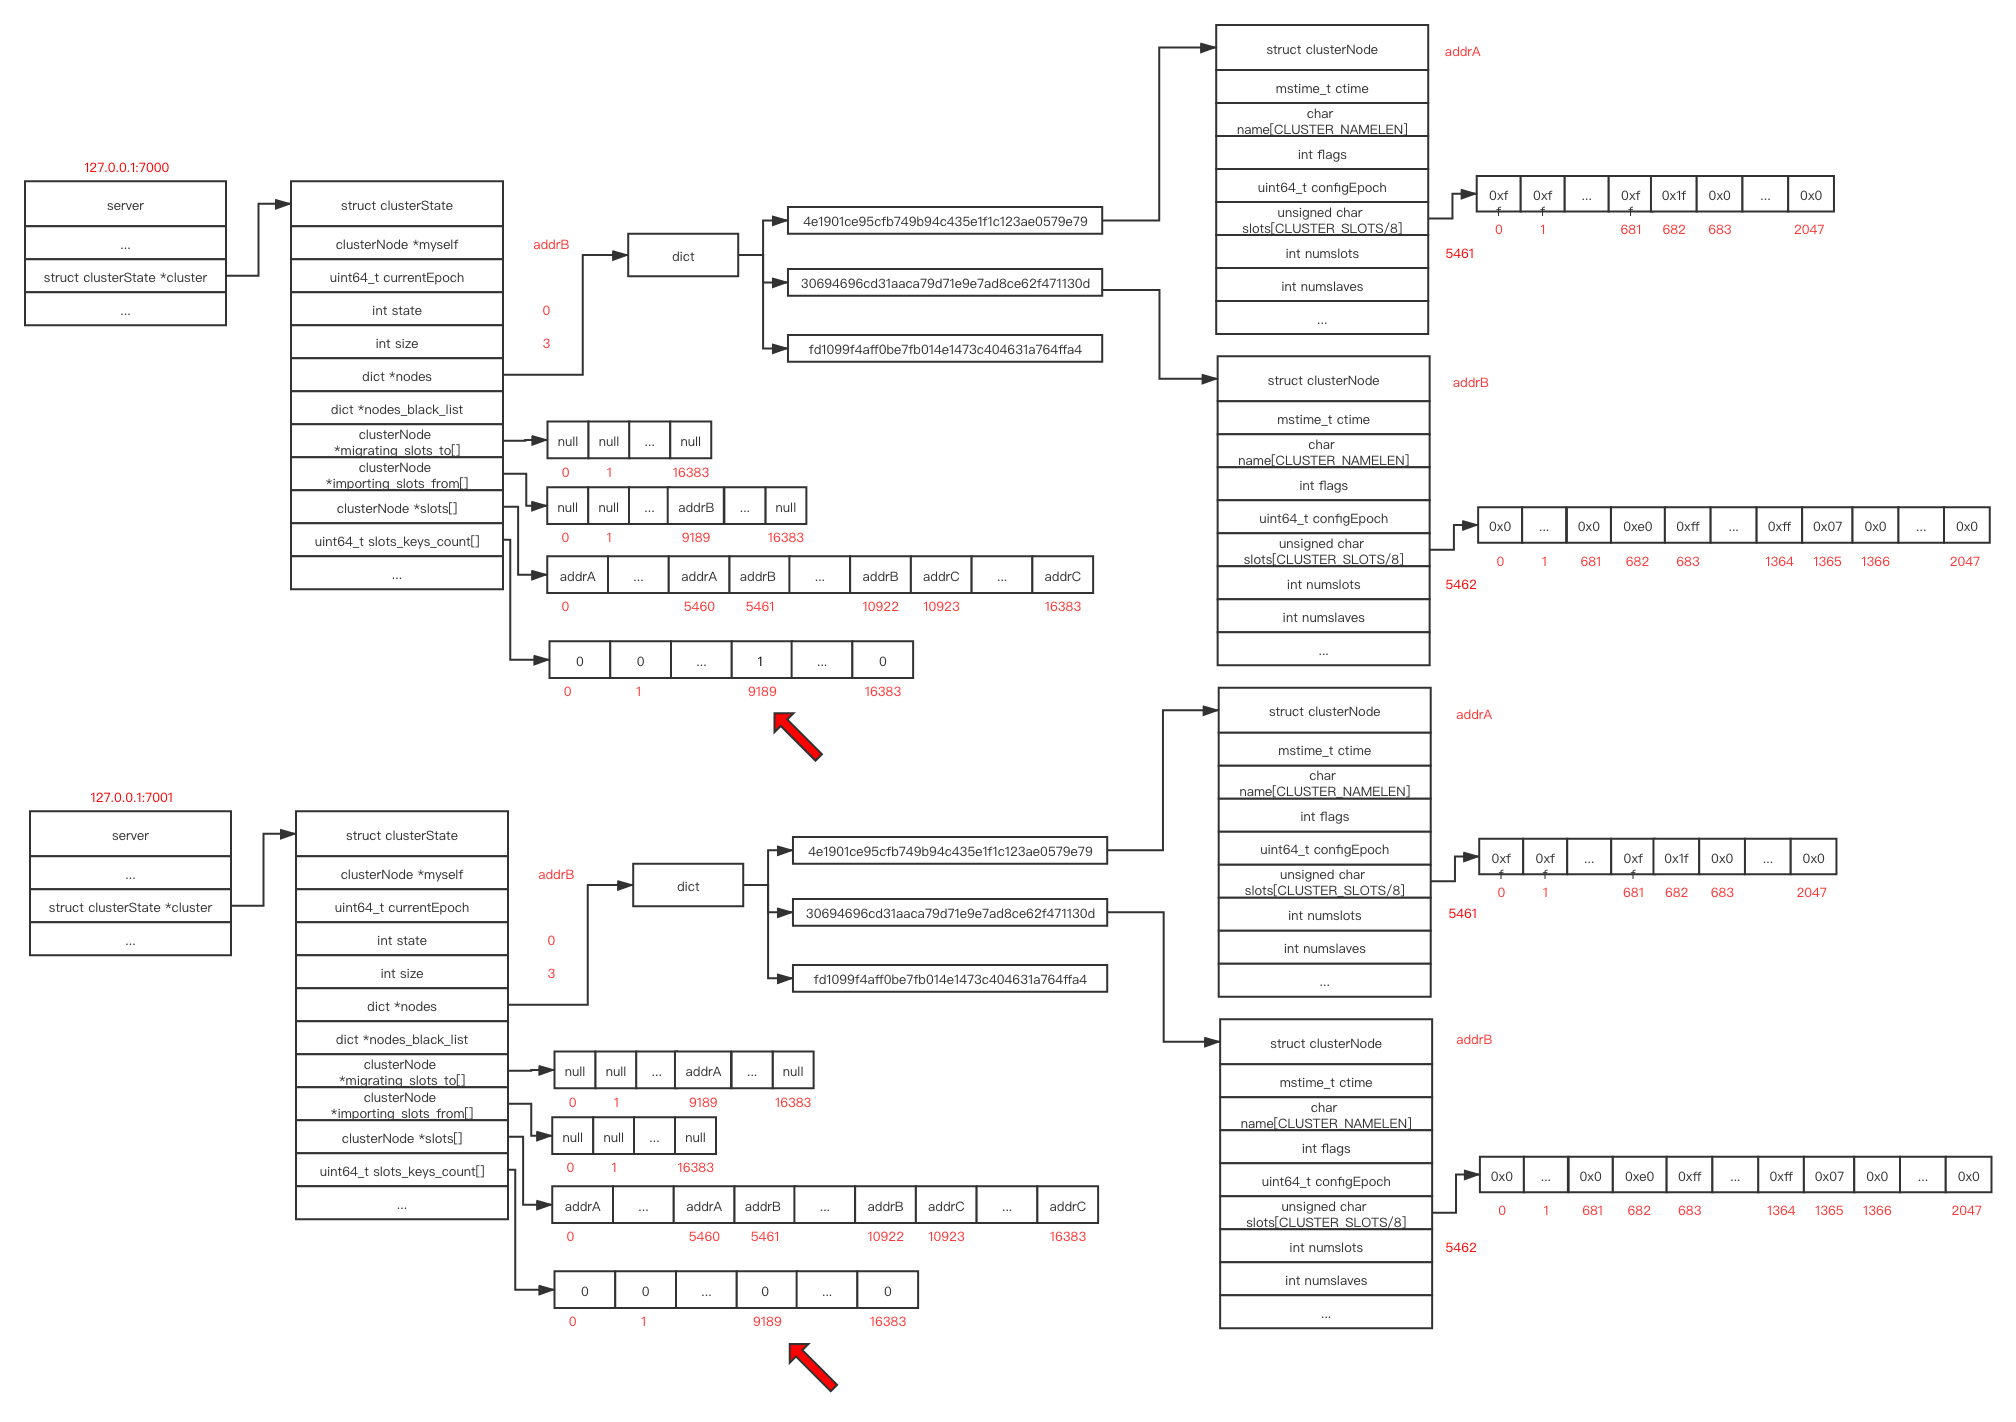 127.0.0.1:7000
server
...
struct clusterState *cluster
...
struct clusterState
clusterNode *myself
uint64_t currentEpoch
int state
int size
dict *nodes
dict *nodes_black_list
clusterNode
*migrating_slots_to[]
clusterNode
*importing_slots_from[]
clusterNode *slots[]
uint64_t slots_keys_count[]
...
addrB
0
3
dict
4e1901ce95cfb749b94c435e1f1c123ae0579e79
30694696cd31aaca79d71e9e7ad8ce62f471130d
fd1099f4aff0be7fb014e1473c404631a764ffa4
null null ... null
0 1 16383
null null ... addrB ... null
0 1 9189 16383
addrA ... addrA addrB ... addrB addrC ... addrC
0 5460 5461 10922 10923 16383
0 0 ... 1 ... 0
0 1 9189 16383
struct clusterNode
mstime_t ctime
char
name[CLUSTER_NAMELEN]
int flags
uint64_t configEpoch
unsigned char
slots[CLUSTER_SLOTS/8]
int numslots
int numslaves
...
addrA
5461
0xf 0xf ... 0xf 0x1f 0x0 ... 0x0
f f f
0 1 681 682 683 2047
struct clusterNode
mstime_t ctime
char
name[CLUSTER_NAMELEN]
int flags
uint64_t configEpoch
unsigned char
slots[CLUSTER_SLOTS/8]
int numslots
int numslaves
...
addrB
5462
0x0 ... 0x0 0xe0 0xff ... 0xff 0x07 0x0 ... 0x0
0 1 681 682 683 1364 1365 1366 2047
127.0.0.1:7001
server
...
struct clusterState *cluster
...
struct clusterState
clusterNode *myself
uint64_t currentEpoch
int state
int size
dict *nodes
dict *nodes_black_list
clusterNode
*migrating_slots_to[]
clusterNode
*importing_slots_from[]
clusterNode *slots[]
uint64_t slots_keys_count[]
...
addrB
0
3
dict
4e1901ce95cfb749b94c435e1f1c123ae0579e79
30694696cd31aaca79d71e9e7ad8ce62f471130d
fd1099f4aff0be7fb014e1473c404631a764ffa4
null null ... addrA ... null
0 1 9189 16383
null null ... null
0 1 16383
addrA ... addrA addrB ... addrB addrC ... addrC
0 5460 5461 10922 10923 16383
0 0 ... 0 ... 0
0 1 9189 16383
struct clusterNode
mstime_t ctime
char
name[CLUSTER_NAMELEN]
int flags
uint64_t configEpoch
unsigned char
slots[CLUSTER_SLOTS/8]
int numslots
int numslaves
...
addrA
5461
0xf 0xf ... 0xf 0x1f 0x0 ... 0x0
f f f
0 1 681 682 683 2047
struct clusterNode
mstime_t ctime
char
name[CLUSTER_NAMELEN]
int flags
uint64_t configEpoch
unsigned char
slots[CLUSTER_SLOTS/8]
int numslots
int numslaves
...
addrB
5462
0x0 ... 0x0 0xe0 0xff ... 0xff 0x07 0x0 ... 0x0
0 1 681 682 683 1364 1365 1366 2047